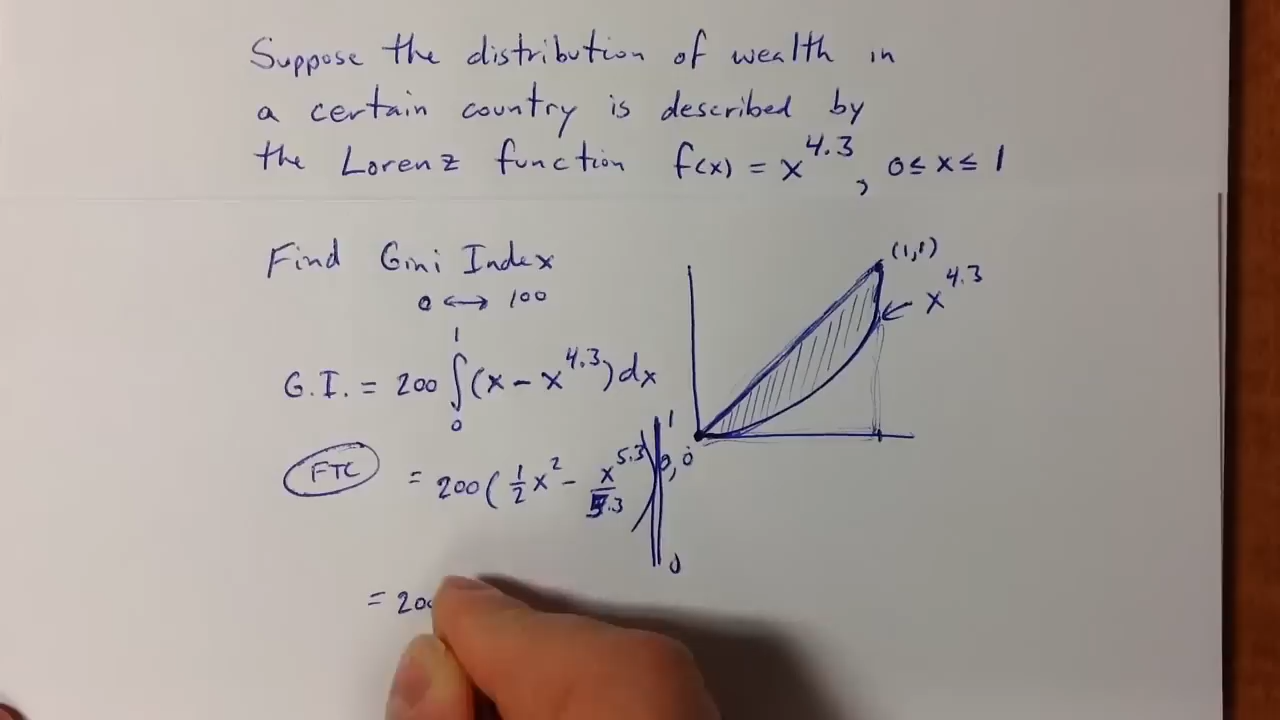 Suppose the distribution of wealth in
a certain country is described by
the Lorenz function f(x) = x^4.3, 0 ≤ x ≤ 1
Find Gini Index
0 ↔ 100
G.I. = 200 ∫₀¹ (x − x^4.3) dx
FTC = 200 (½x² − x^5.3/5.3) |₀¹
= 200
(1,1)
x^4.3
0,0